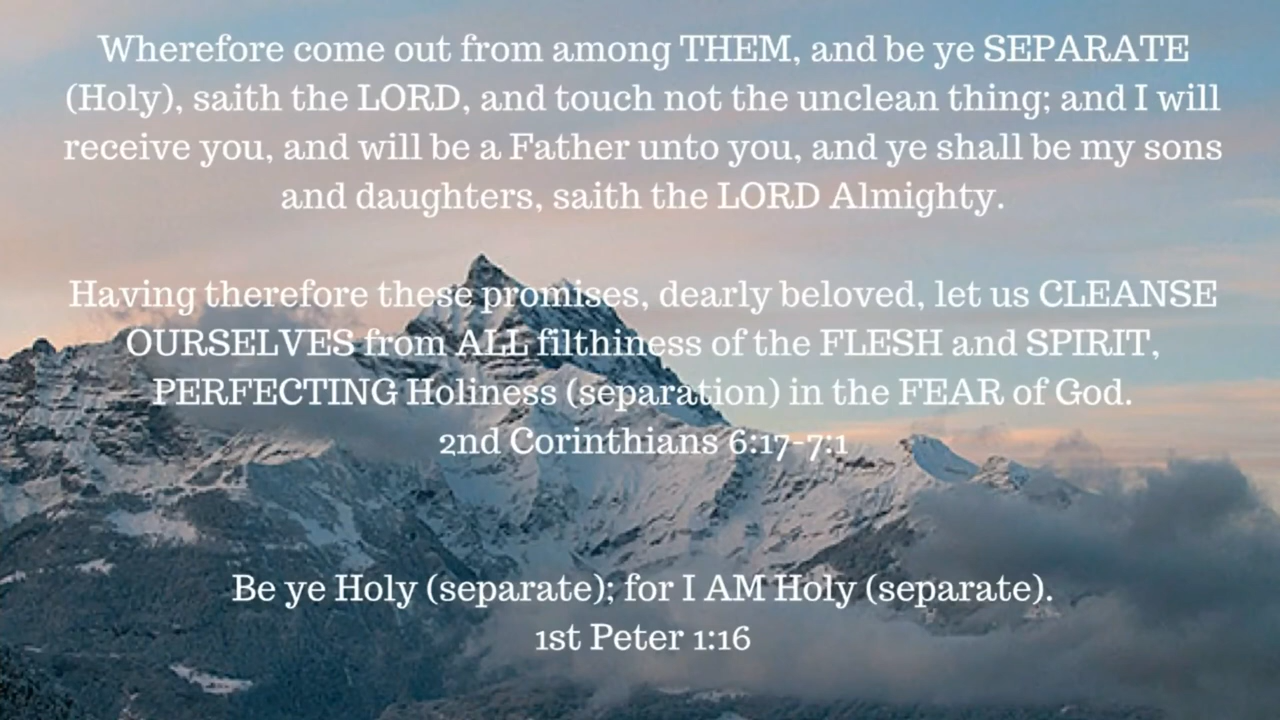 Wherefore come out from among THEM, and be ye SEPARATE
(Holy), saith the LORD, and touch not the unclean thing; and I will
receive you, and will be a Father unto you, and ye shall be my sons
and daughters, saith the LORD Almighty.
Having therefore these promises, dearly beloved, let us CLEANSE
OURSELVES from ALL filthiness of the FLESH and SPIRIT,
PERFECTING Holiness (separation) in the FEAR of God.
2nd Corinthians 6:17-7:1
Be ye Holy (separate); for I AM Holy (separate).
1st Peter 1:16